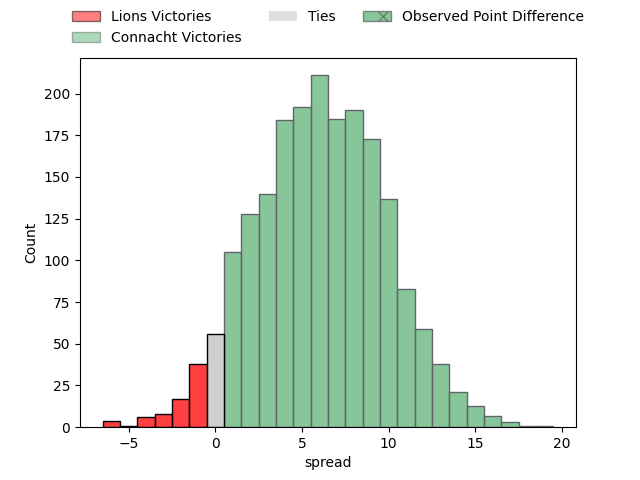 Lions Victories
Ties
Observed Point Difference
Connacht Victories
200
175
150
125
100
75
50
25
0
Count
−5
0
5
10
15
20
spread